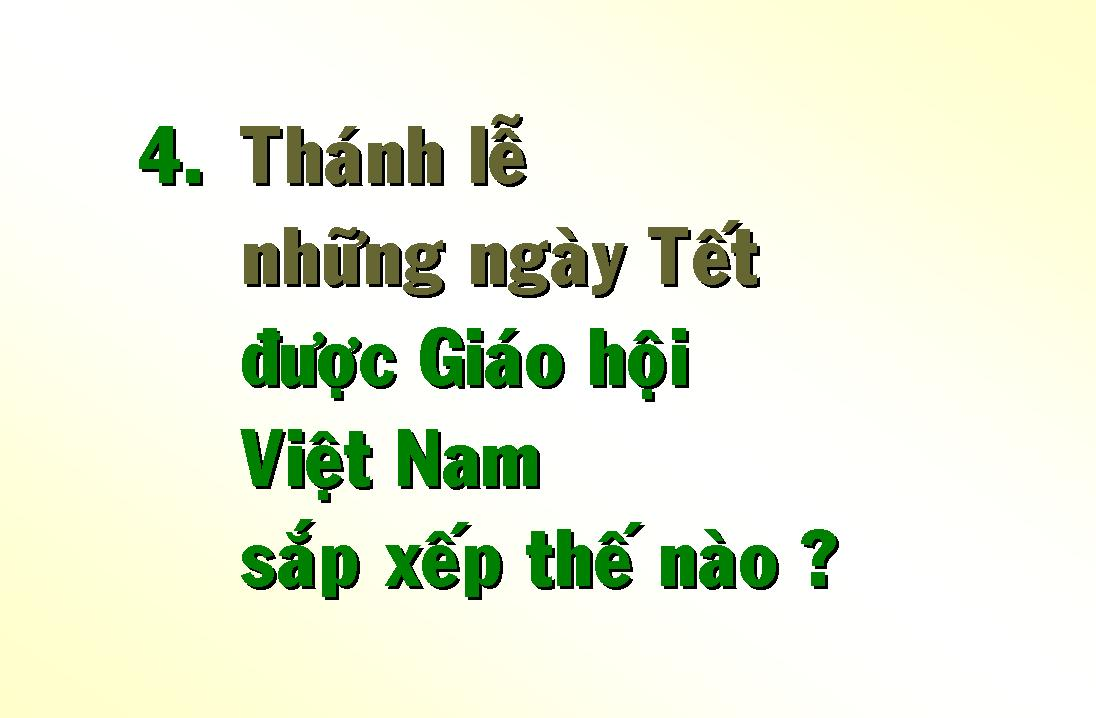 4. Thánh lễ
những ngày Tết
được Giáo hội
Việt Nam
sắp xếp thế nào ?